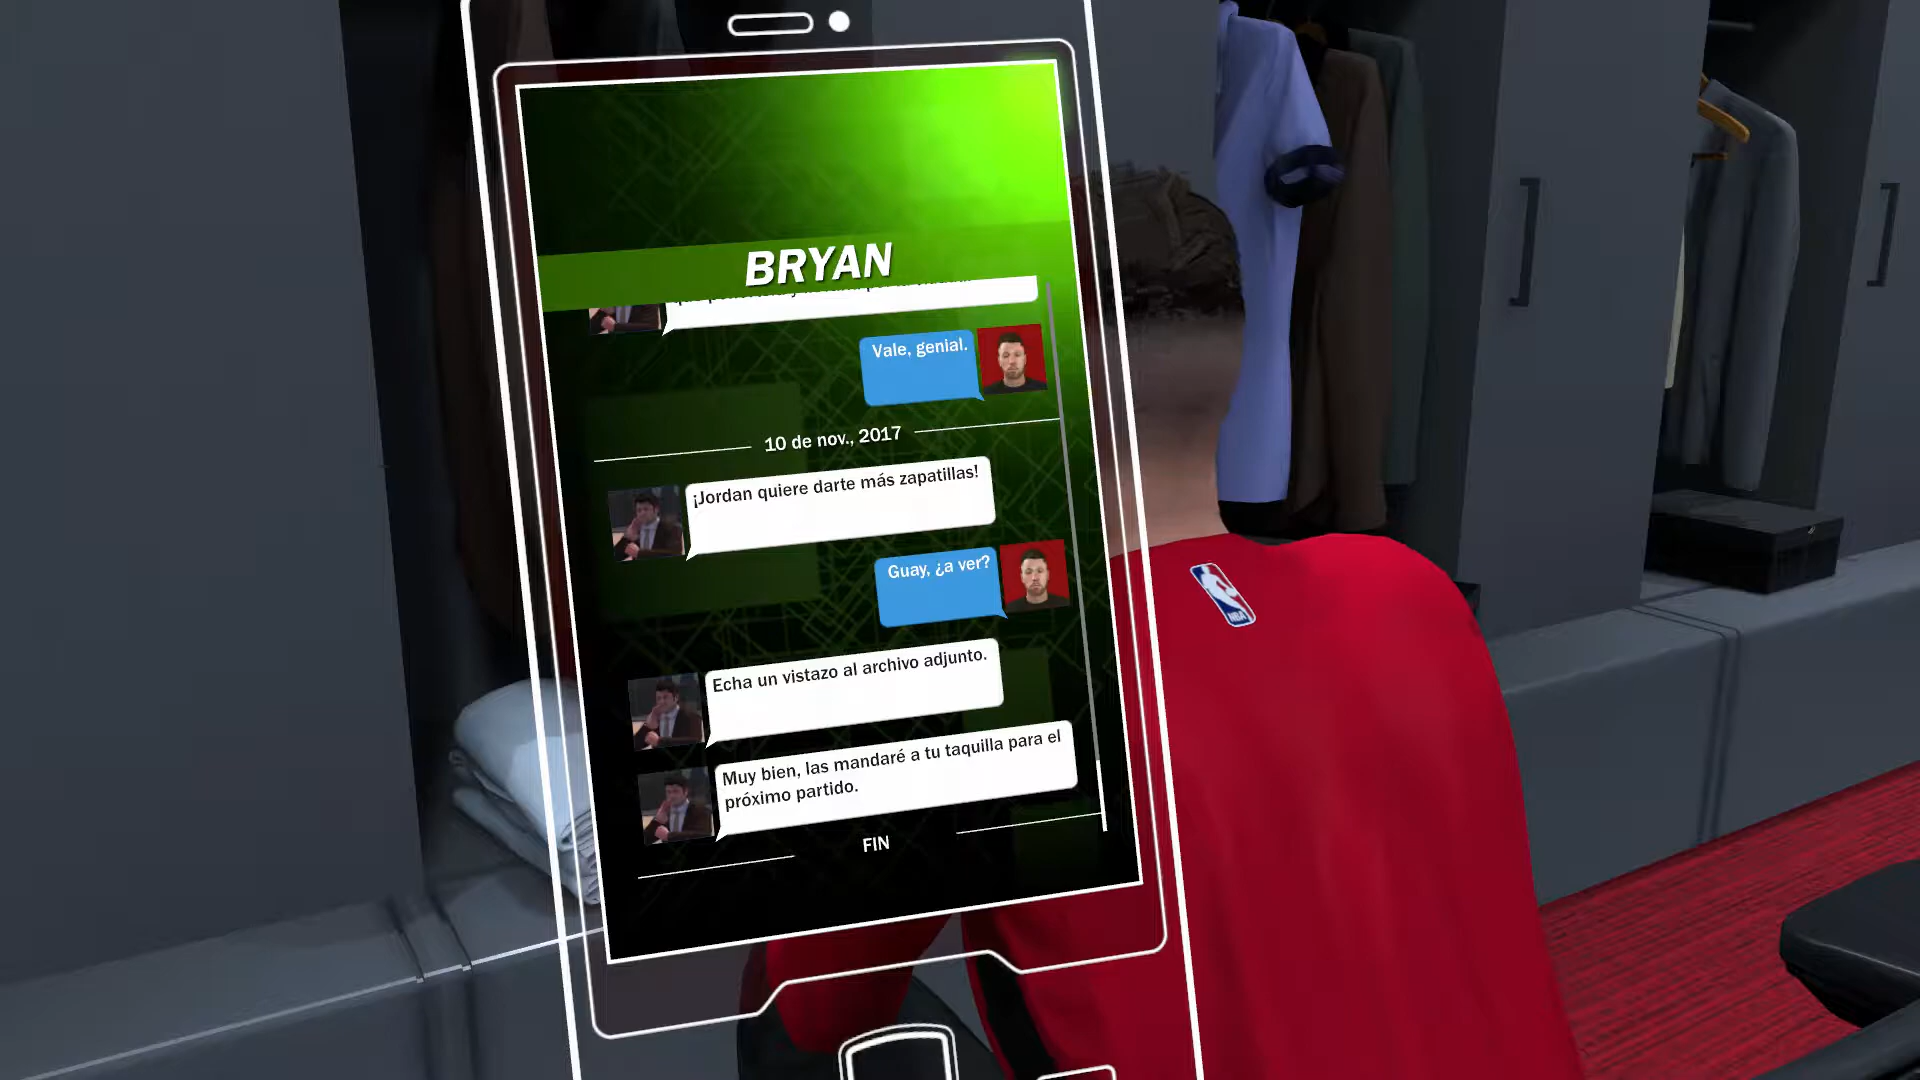 BRYAN
Vale, genial.
10 de nov., 2017
¡Jordan quiere darte más zapatillas!
Guay, ¿a ver?
Echa un vistazo al archivo adjunto.
Muy bien, las mandaré a tu taquilla para el
próximo partido.
FIN
NBA